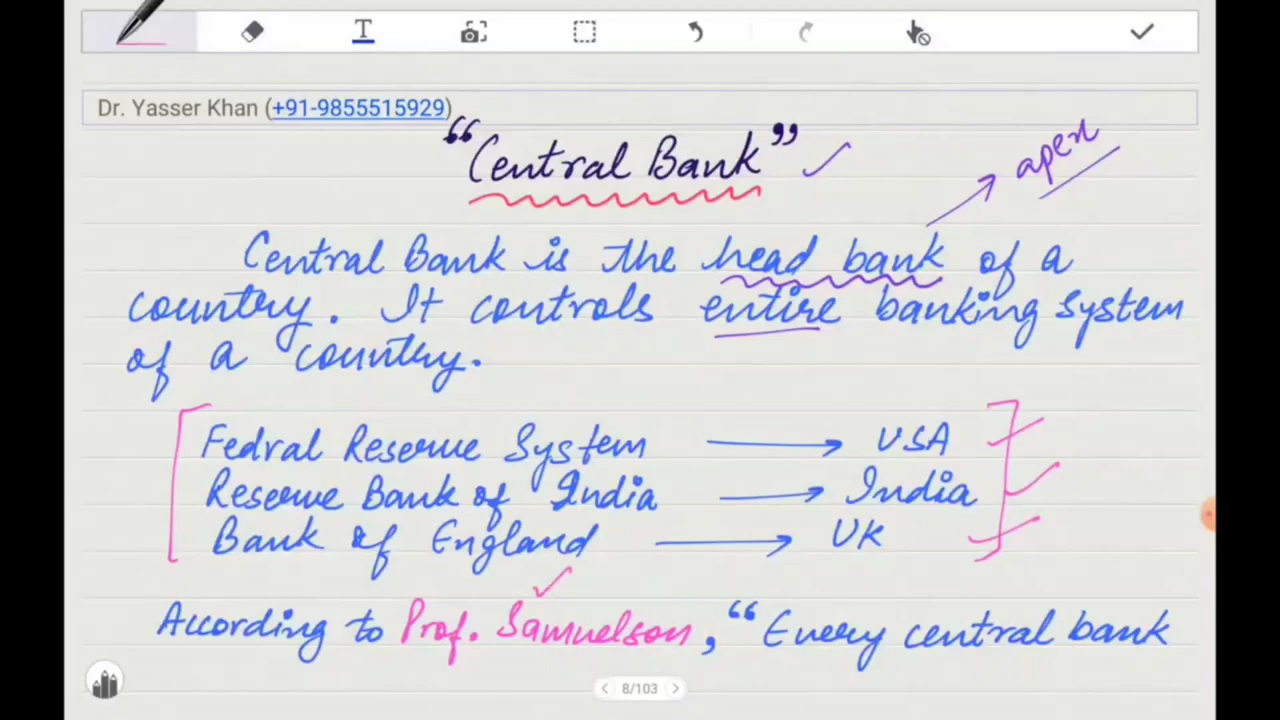 T
Dr. Yasser Khan (+91-9855515929)
"Central Bank"
apex
Central Bank is the head bank of a
country. It controls entire banking system
of a country.
Fedral Reserve System → USA
Reserve Bank of India → India
Bank of England → UK
According to Prof. Samuelson, "Every central bank
8/103